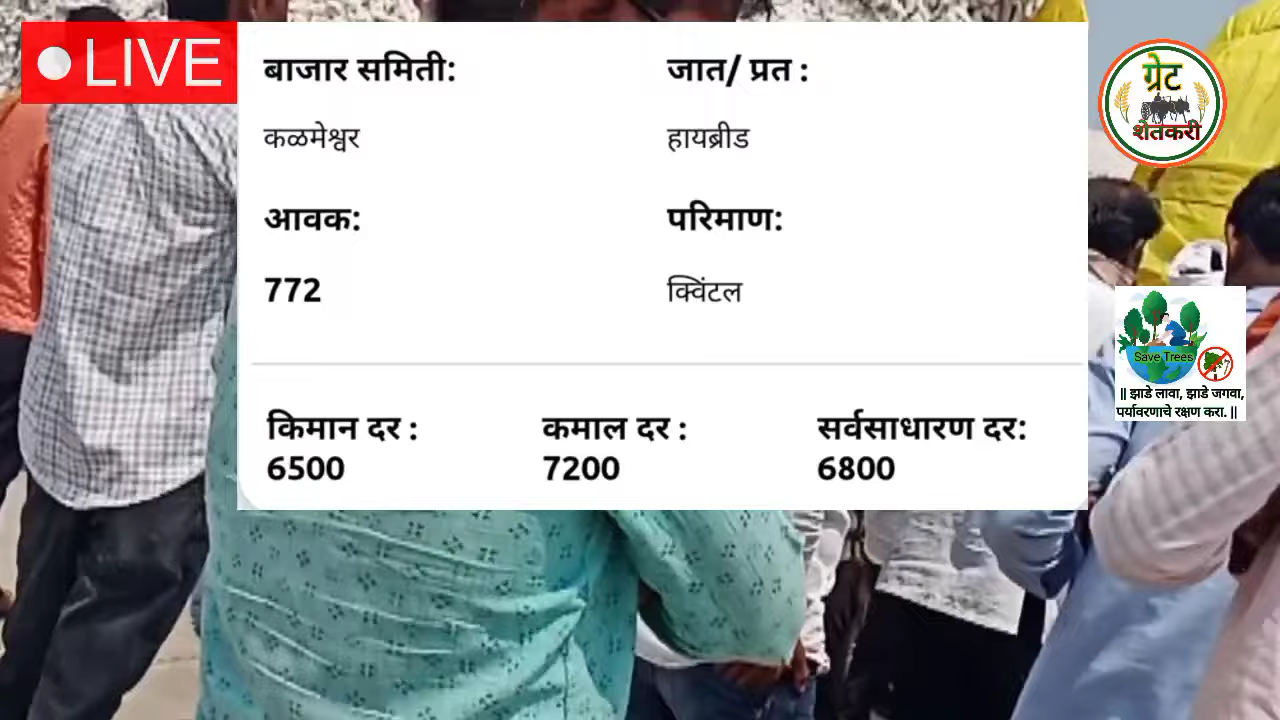 LIVE
बाजार समिती:
जात/ प्रत :
कळमेश्वर
हायब्रीड
आवक:
परिमाण:
772
क्विंटल
किमान दर :
6500
कमाल दर :
7200
सर्वसाधारण दर:
6800
ग्रेट
शेतकरी
Save Trees
|| झाडे लावा, झाडे जगवा,
पर्यावरणाचे रक्षण करा. ||